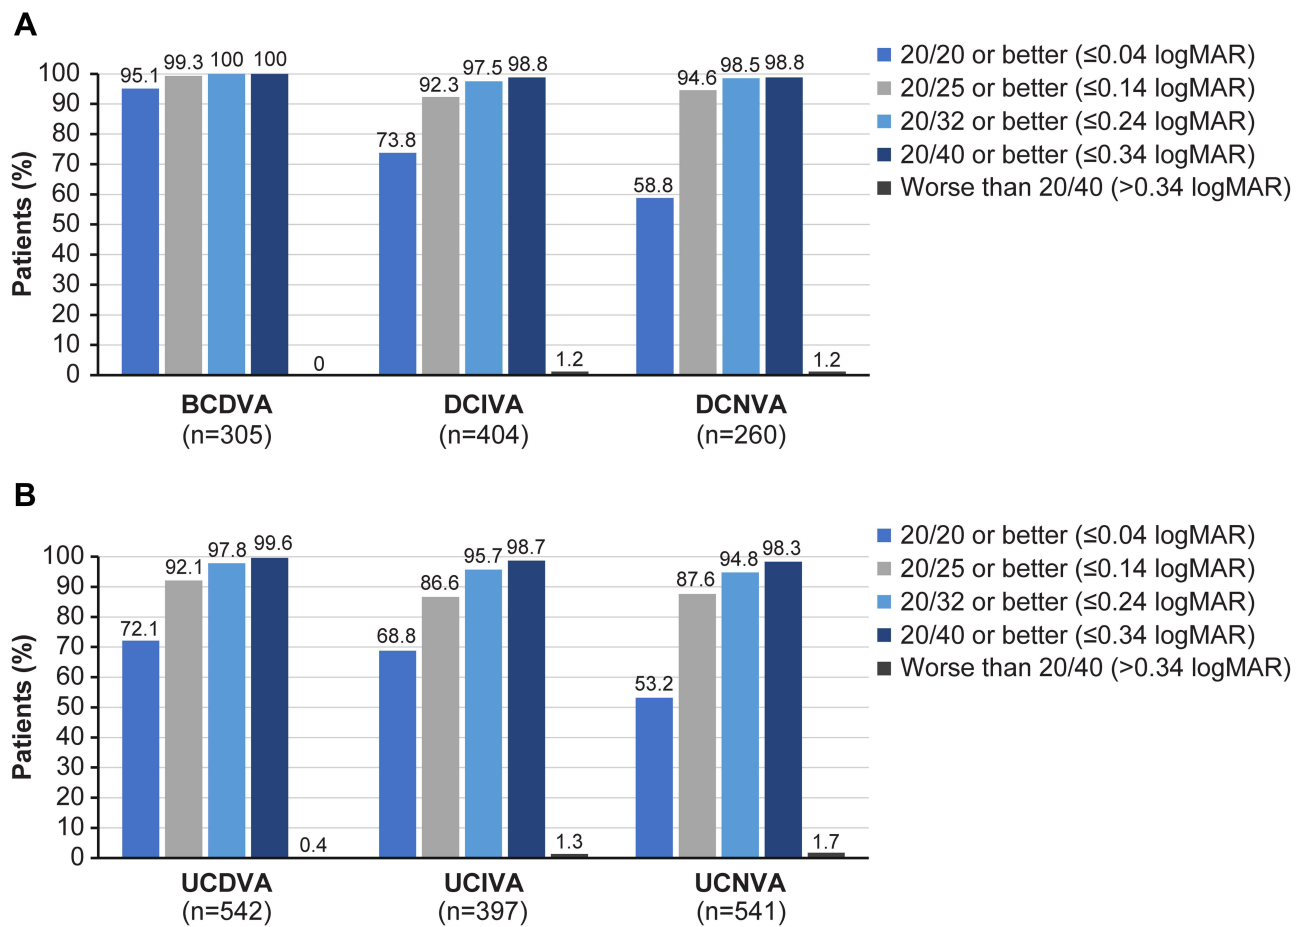 A
95.1 99.3 100 100 0
73.8 92.3 97.5 98.8 1.2
58.8 94.6 98.5 98.8 1.2
100
90
80
70
60
50
40
30
20
10
0
Patients (%)
BCDVA DCIVA DCNVA
(n=305) (n=404) (n=260)
20/20 or better (≤0.04 logMAR)
20/25 or better (≤0.14 logMAR)
20/32 or better (≤0.24 logMAR)
20/40 or better (≤0.34 logMAR)
Worse than 20/40 (>0.34 logMAR)
B
72.1 92.1 97.8 99.6 0.4
68.8 86.6 95.7 98.7 1.3
53.2 87.6 94.8 98.3 1.7
100
90
80
70
60
50
40
30
20
10
0
Patients (%)
UCDVA UCIVA UCNVA
(n=542) (n=397) (n=541)
20/20 or better (≤0.04 logMAR)
20/25 or better (≤0.14 logMAR)
20/32 or better (≤0.24 logMAR)
20/40 or better (≤0.34 logMAR)
Worse than 20/40 (>0.34 logMAR)